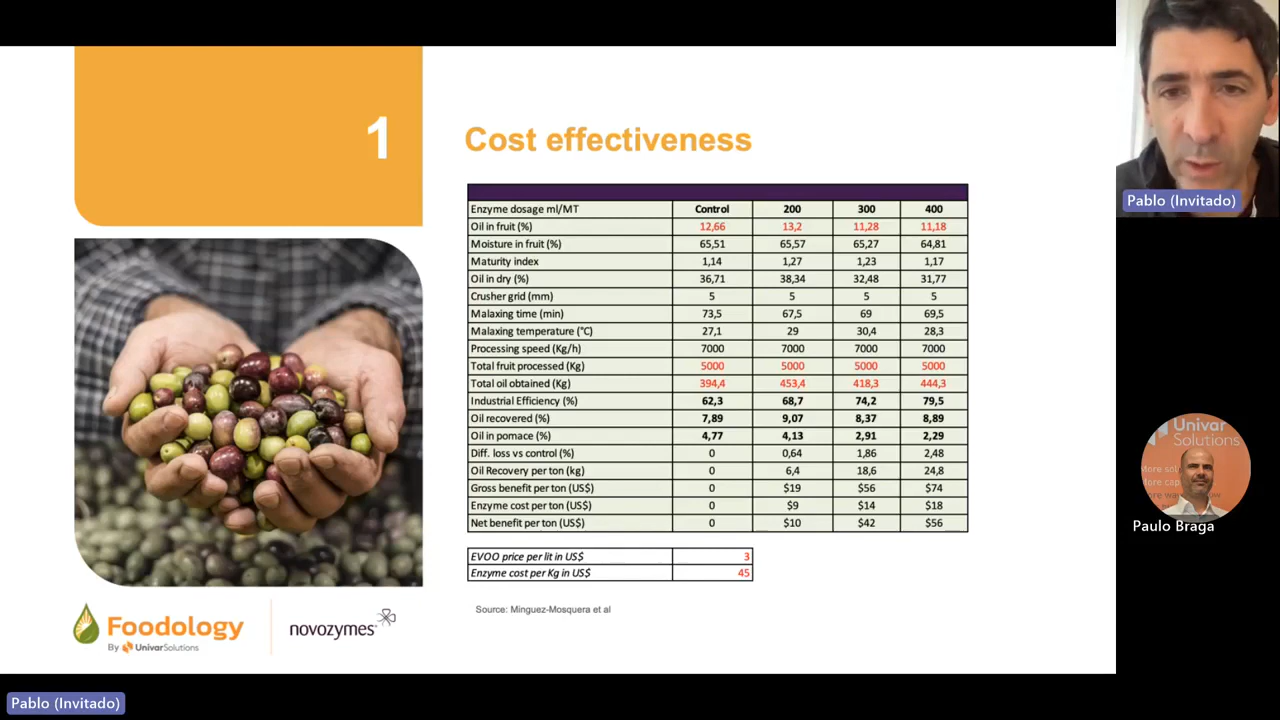 1
Cost effectiveness
Enzyme dosage ml/MT Control 200 300 400
Oil in fruit (%) 12,66 13,2 11,28 11,18
Moisture in fruit (%) 65,51 65,57 65,27 64,81
Maturity index 1,14 1,27 1,23 1,17
Oil in dry (%) 36,71 38,34 32,48 31,77
Crusher grid (mm) 5 5 5 5
Malaxing time (min) 73,5 67,5 69 69,5
Malaxing temperature (°C) 27,1 29 30,4 28,3
Processing speed (Kg/h) 7000 7000 7000 7000
Total fruit processed (Kg) 5000 5000 5000 5000
Total oil obtained (Kg) 394,4 453,4 418,3 444,3
Industrial Efficiency (%) 62,3 68,7 74,2 79,5
Oil recovered (%) 7,89 9,07 8,37 8,89
Oil in pomace (%) 4,77 4,13 2,91 2,29
Diff. loss vs control (%) 0 0,64 1,86 2,48
Oil Recovery per ton (kg) 0 6,4 18,6 24,8
Gross benefit per ton (US$) 0 $19 $56 $74
Enzyme cost per ton (US$) 0 $9 $14 $18
Net benefit per ton (US$) 0 $10 $42 $56
EVOO price per lit in US$ 3
Enzyme cost per Kg in US$ 45
Source: Minguez-Mosquera et al
Foodology
By UnivarSolutions
novozymes
Pablo (Invitado)
Univar
Solutions
Paulo Braga
Pablo (Invitado)